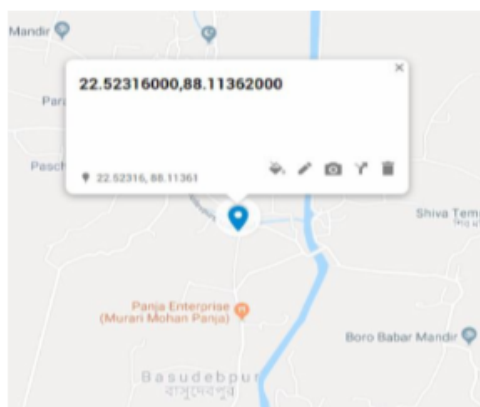 Mandir
22.52316000,88.11362000
Para
Pasch
22.52316, 88.11361
Shiva Tem
Panja Enterprise
(Murari Mohan Panja)
Boro Babar Mandir
Basudebpur
বাসুদেবপুর